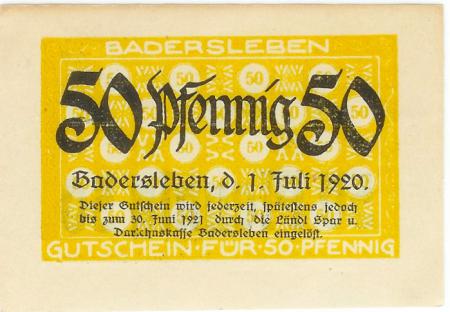 BADERSLEBEN
50 Pfennig 50
Badersleben, d. 1. Juli 1920.
Dieser Gutschein wird jederzeit, spätestens jedoch
bis zum 30. Juni 1921 durch die Ländl Spar u.
Darlehnskasse Badersleben eingelöst.
GUTSCHEIN·FÜR·50·PFENNIG